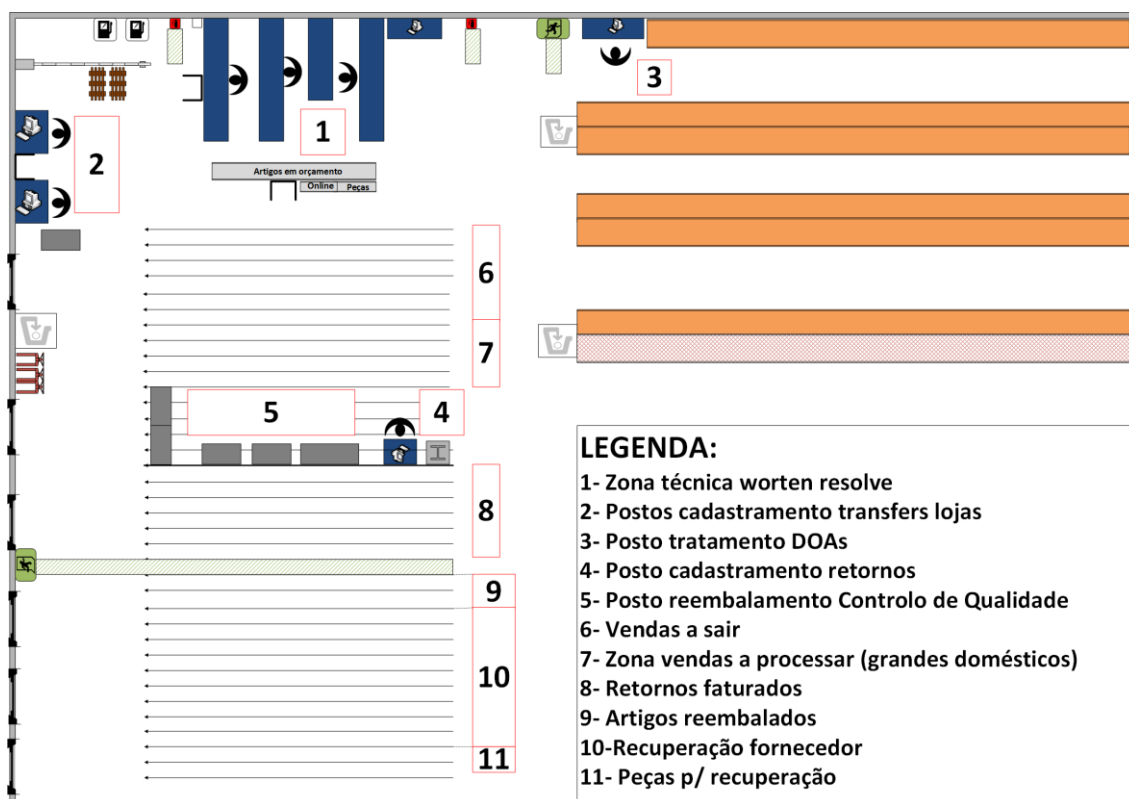 3
1
2
Artigos em orçamento
Online Peças
6
7
5
4
8
9
10
11
LEGENDA:
1- Zona técnica worten resolve
2- Postos cadastramento transfers lojas
3- Posto tratamento DOAs
4- Posto cadastramento retornos
5- Posto reembalamento Controlo de Qualidade
6- Vendas a sair
7- Zona vendas a processar (grandes domésticos)
8- Retornos faturados
9- Artigos reembalados
10-Recuperação fornecedor
11- Peças p/ recuperação